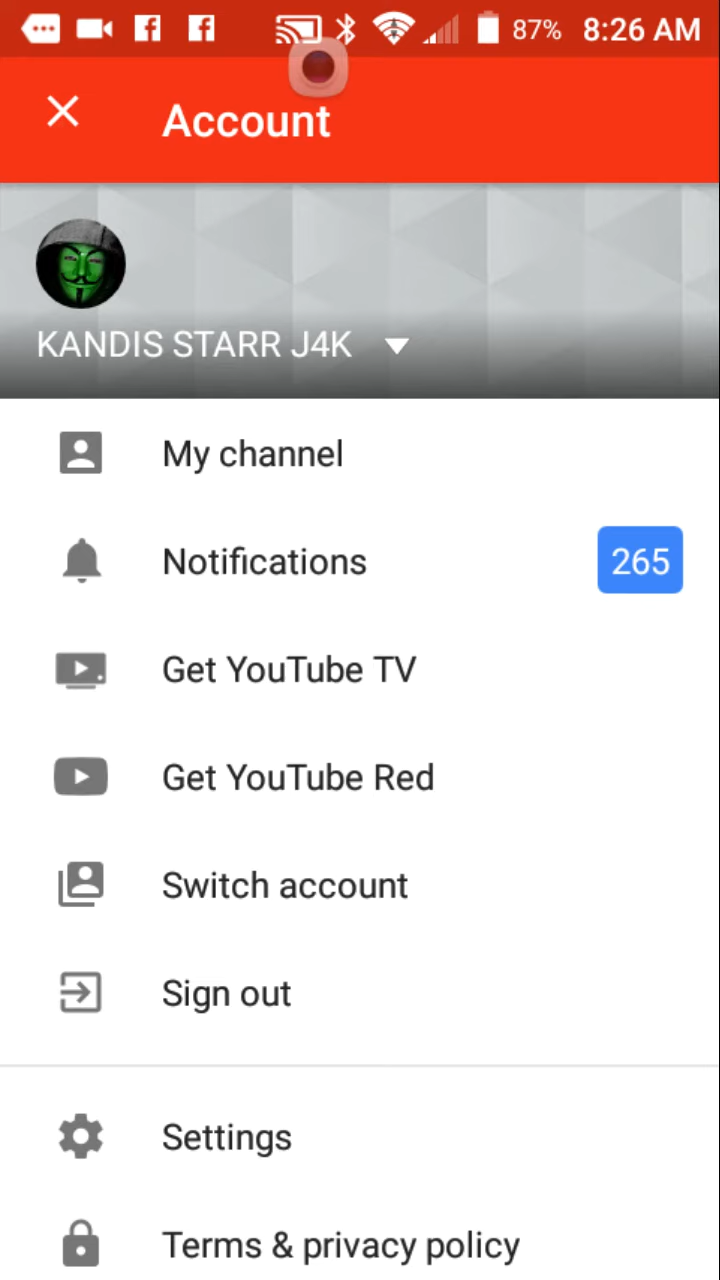 87% 8:26 AM
Account
KANDIS STARR J4K
My channel
Notifications 265
Get YouTube TV
Get YouTube Red
Switch account
Sign out
Settings
Terms & privacy policy